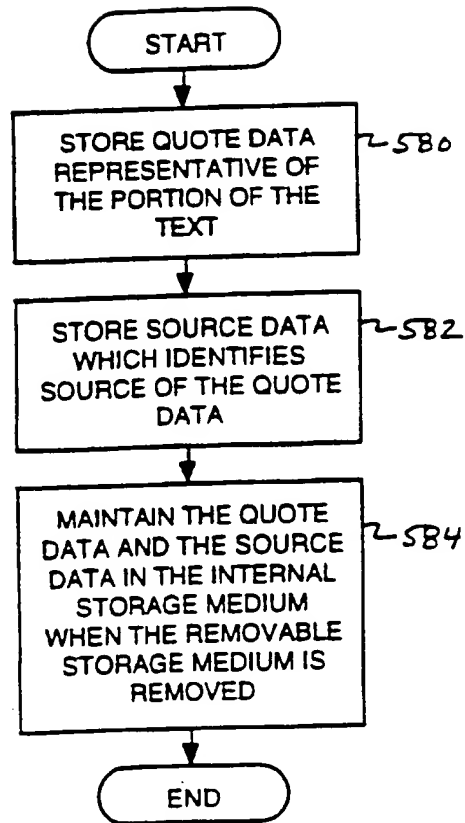 START
STORE QUOTE DATA
REPRESENTATIVE OF
THE PORTION OF THE
TEXT
580
STORE SOURCE DATA
WHICH IDENTIFIES
SOURCE OF THE QUOTE
DATA
582
MAINTAIN THE QUOTE
DATA AND THE SOURCE
DATA IN THE INTERNAL
STORAGE MEDIUM
WHEN THE REMOVABLE
STORAGE MEDIUM IS
REMOVED
584
END